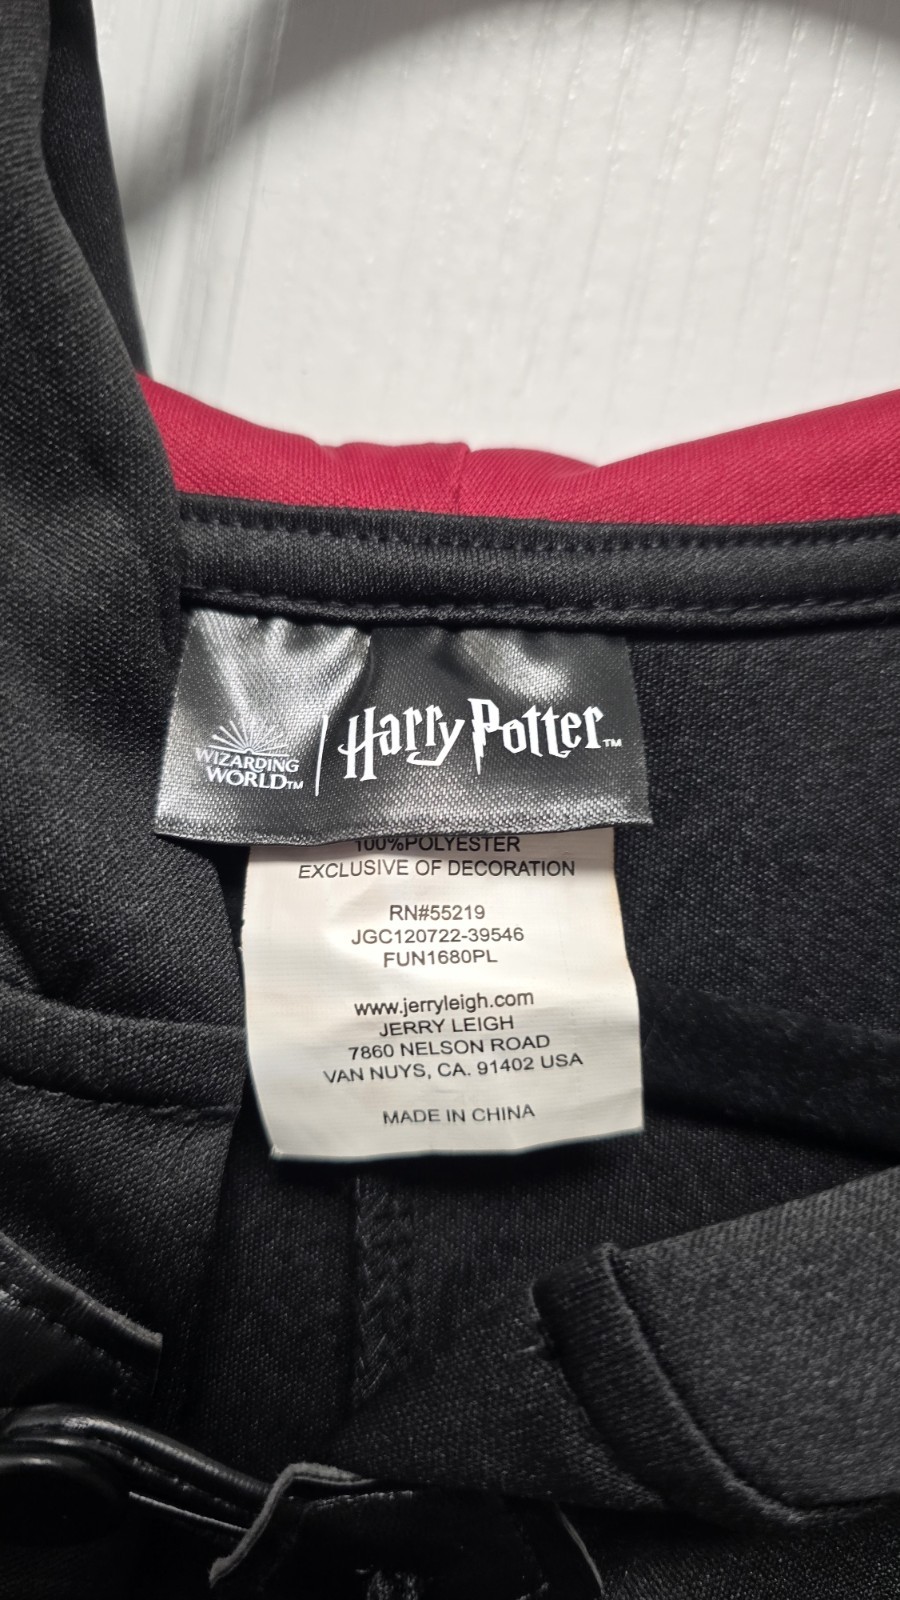 WIZARDING
WORLD™
Harry Potter™
100%POLYESTER
EXCLUSIVE OF DECORATION
RN#55219
JGC120722-39546
FUN1680PL
www.jerryleigh.com
JERRY LEIGH
7860 NELSON ROAD
VAN NUYS, CA. 91402 USA
MADE IN CHINA